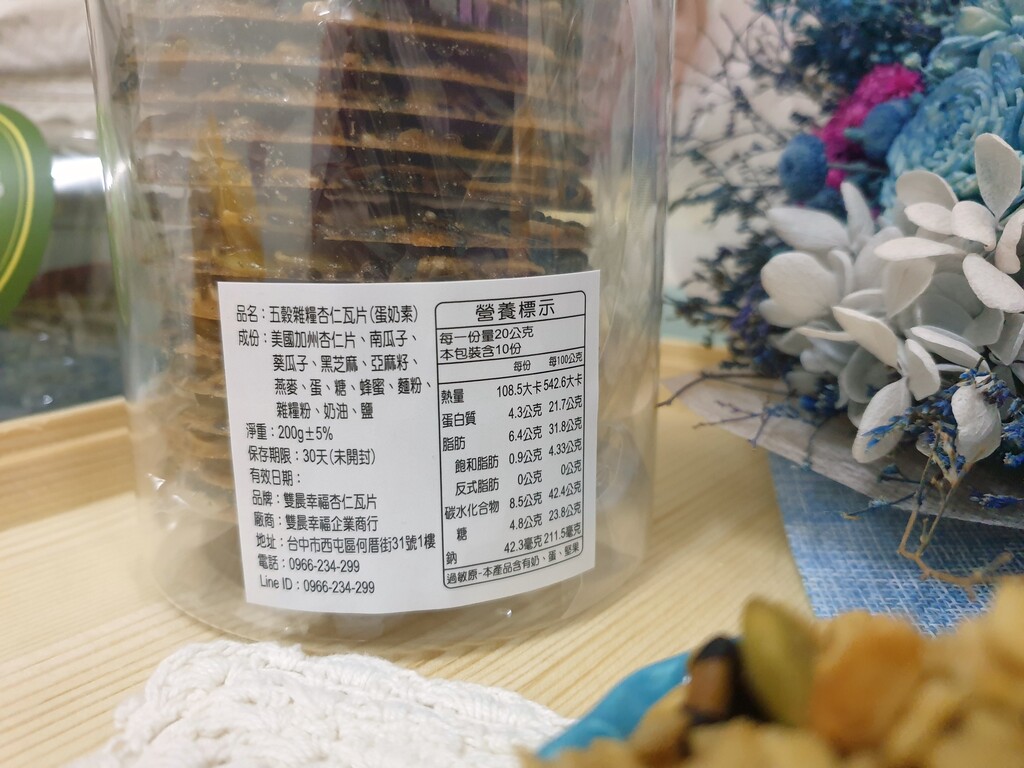 品名：五穀雜糧杏仁瓦片(蛋奶素)
成份：美國加州杏仁片、南瓜子、
葵瓜子、黑芝麻、亞麻籽、
燕麥、蛋、糖、蜂蜜、麵粉、
雜糧粉、奶油、鹽
淨重：200g±5%
保存期限：30天(未開封)
有效日期：
品牌：雙晨幸福杏仁瓦片
廠商：雙晨幸福企業商行
地址：台中市西屯區何厝街31號1樓
電話：0966-234-299
Line ID：0966-234-299
營養標示
每一份量20公克
本包裝含10份
每份 每100公克
熱量 108.5大卡 542.6大卡
蛋白質 4.3公克 21.7公克
脂肪 6.4公克 31.8公克
飽和脂肪 0.9公克 4.33公克
反式脂肪 0公克 0公克
碳水化合物 8.5公克 42.4公克
糖 4.8公克 23.8公克
鈉 42.3毫克 211.5毫克
過敏原-本產品含有奶、蛋、堅果